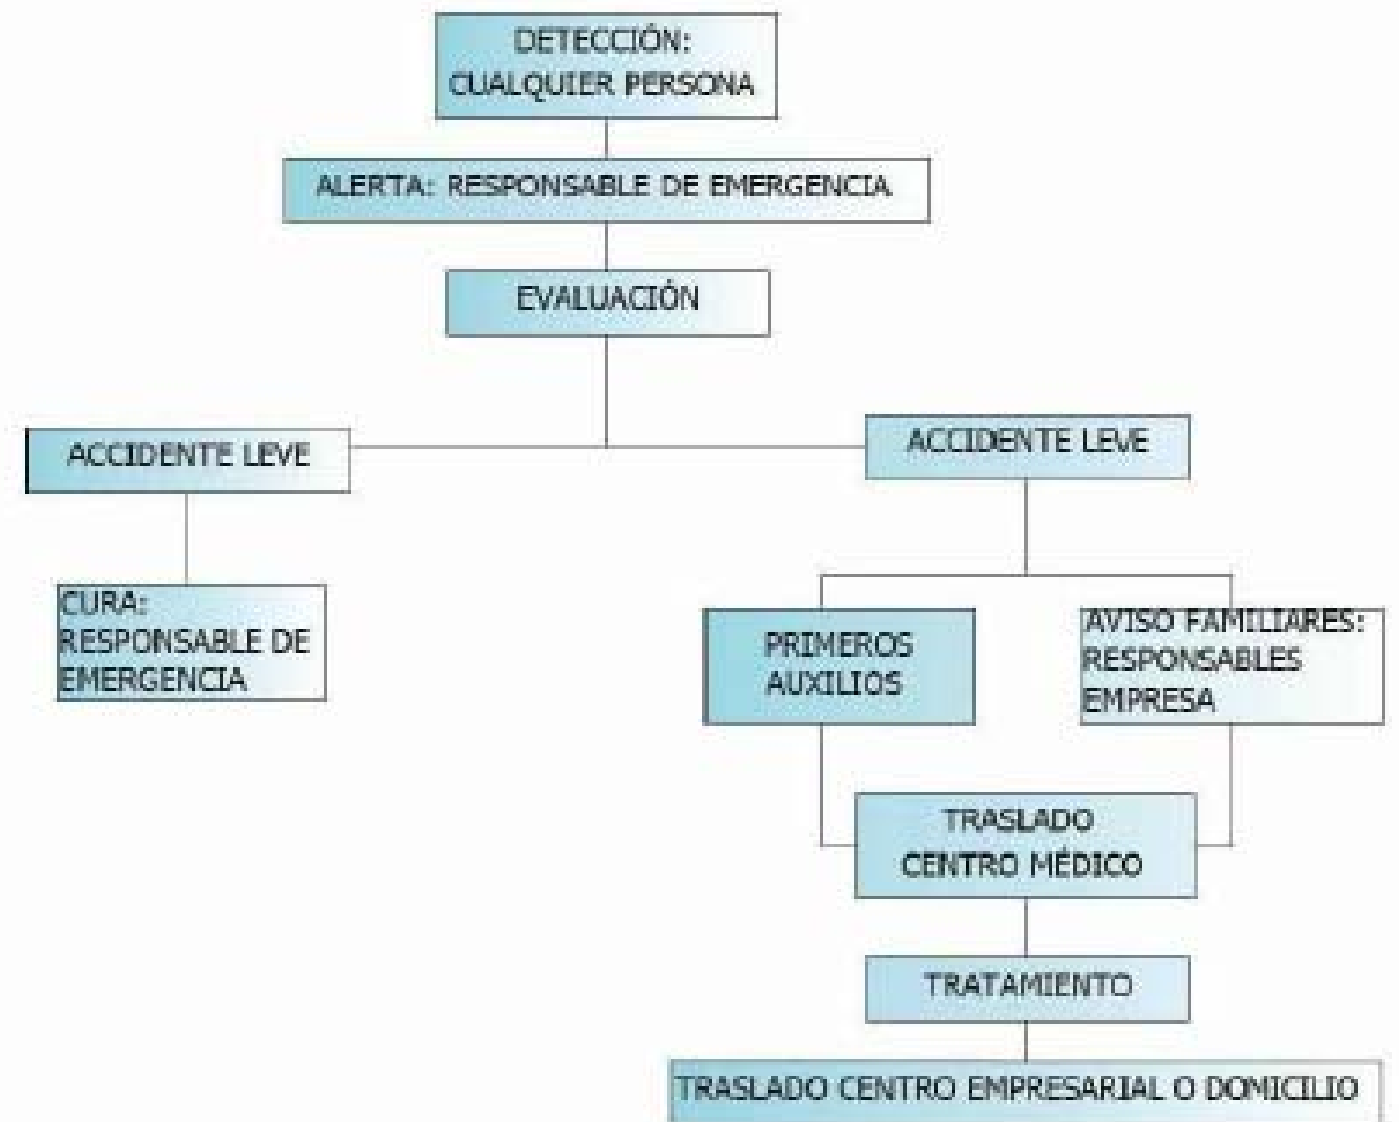 DETECCIÓN:
CUALQUIER PERSONA
ALERTA: RESPONSABLE DE EMERGENCIA
EVALUACIÓN
ACCIDENTE LEVE
ACCIDENTE LEVE
CURA:
RESPONSABLE DE
EMERGENCIA
PRIMEROS
AUXILIOS
AVISO FAMILIARES:
RESPONSABLES
EMPRESA
TRASLADO
CENTRO MÉDICO
TRATAMIENTO
TRASLADO CENTRO EMPRESARIAL O DOMICILIO